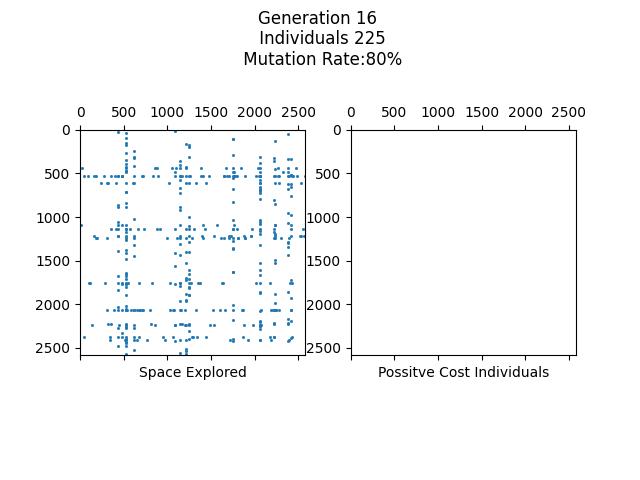 Generation 16
Individuals 225
Mutation Rate:80%
0 500 1000 1500 2000 2500
0 500 1000 1500 2000 2500
0
500
1000
1500
2000
2500
0
500
1000
1500
2000
2500
Space Explored
Possitve Cost Individuals